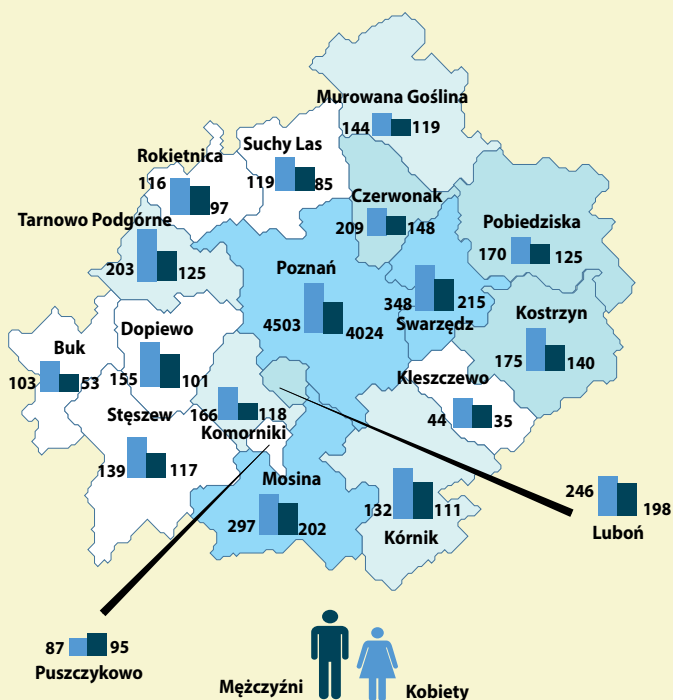 Murowana Goślina
144 119
Suchy Las
119 85
Rokietnica
116 97
Czerwonak
209 148
Tarnowo Podgórne
203 125
Pobiedziska
170 125
Poznań
4503 4024
348 215
Swarzędz
Kostrzyn
175 140
Buk
103 53
Dopiewo
155 101
Kleszczewo
44 35
166 118
Komorniki
Stęszew
139 117
Mosina
297 202
132 111
Kórnik
246 198
Luboń
87 95
Puszczykowo
Mężczyźni Kobiety